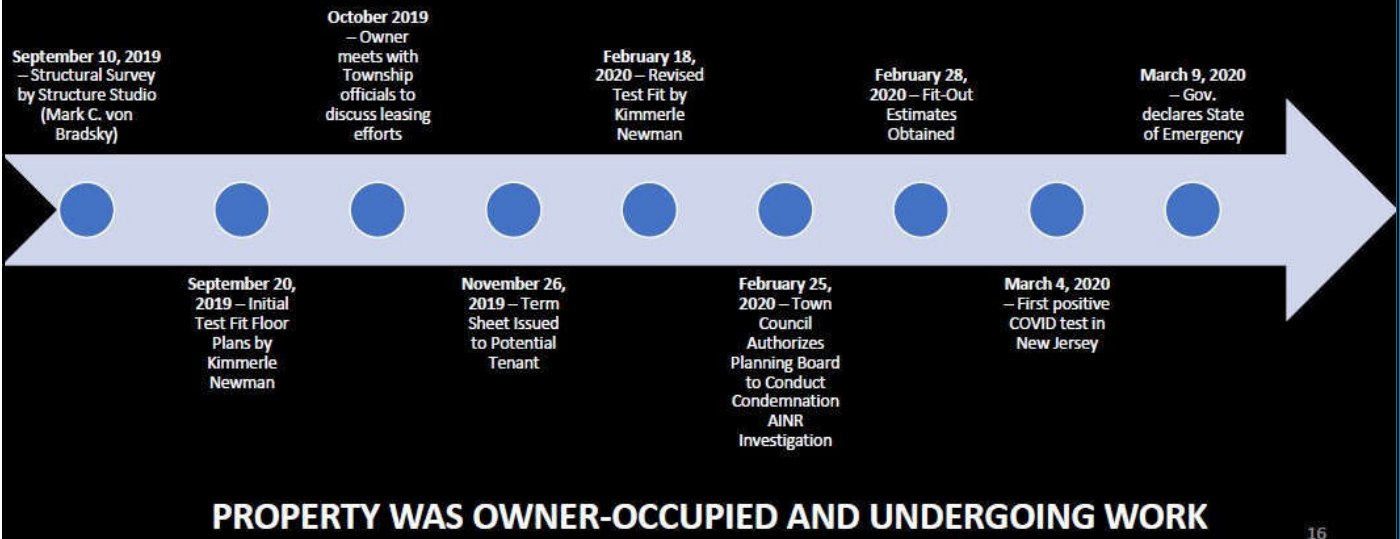 September 10, 2019
– Structural Survey
by Structure Studio
(Mark C. von
Bradsky)
September 20,
2019 – Initial
Test Fit Floor
Plans by
Kimmerle
Newman
October 2019
– Owner
meets with
Township
officials to
discuss leasing
efforts
November 26,
2019 – Term
Sheet Issued
to Potential
Tenant
February 18,
2020 – Revised
Test Fit by
Kimmerle
Newman
February 25,
2020 – Town
Council
Authorizes
Planning Board
to Conduct
Condemnation
AINR
Investigation
February 28,
2020 – Fit-Out
Estimates
Obtained
March 4, 2020
– First positive
COVID test in
New Jersey
March 9, 2020
– Gov.
declares State
of Emergency
PROPERTY WAS OWNER-OCCUPIED AND UNDERGOING WORK
16